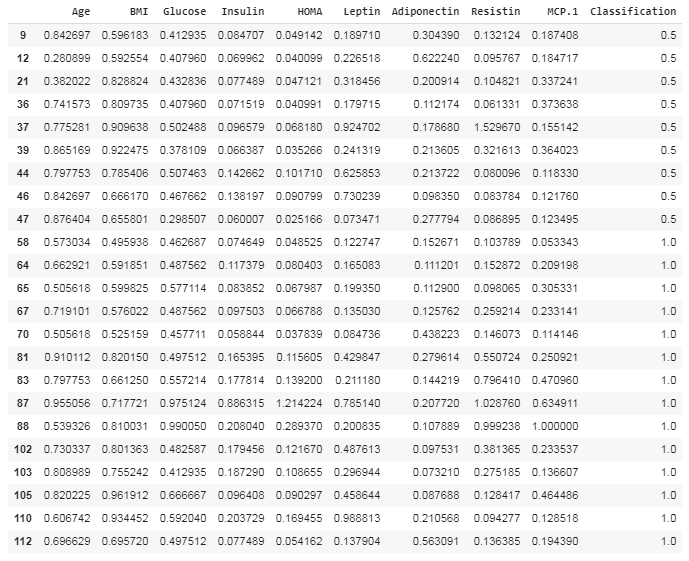 Age BMI Glucose Insulin HOMA Leptin Adiponectin Resistin MCP.1 Classification
9 0.842697 0.596183 0.412935 0.084707 0.049142 0.189710 0.304390 0.132124 0.187408 0.5
12 0.280899 0.592554 0.407960 0.069962 0.040099 0.226518 0.622240 0.095767 0.184717 0.5
21 0.382022 0.828824 0.432836 0.077489 0.047121 0.318456 0.200914 0.104821 0.337241 0.5
36 0.741573 0.809735 0.407960 0.071519 0.040991 0.179715 0.112174 0.061331 0.373638 0.5
37 0.775281 0.909638 0.502488 0.096579 0.068180 0.924702 0.178680 1.529670 0.155142 0.5
39 0.865169 0.922475 0.378109 0.066387 0.035266 0.241319 0.213605 0.321613 0.364023 0.5
44 0.797753 0.785406 0.507463 0.142662 0.101710 0.625853 0.213722 0.080096 0.118330 0.5
46 0.842697 0.666170 0.467662 0.138197 0.090799 0.730239 0.098350 0.083784 0.121760 0.5
47 0.876404 0.655801 0.298507 0.060007 0.025166 0.073471 0.277794 0.086895 0.123495 0.5
58 0.573034 0.495938 0.462687 0.074649 0.048525 0.122747 0.152671 0.103789 0.053343 1.0
64 0.662921 0.591851 0.487562 0.117379 0.080403 0.165083 0.111201 0.152872 0.209198 1.0
65 0.505618 0.599825 0.577114 0.083852 0.067987 0.199350 0.112900 0.098065 0.305331 1.0
67 0.719101 0.576022 0.487562 0.097503 0.066788 0.135030 0.125762 0.259214 0.233141 1.0
70 0.505618 0.525159 0.457711 0.058844 0.037839 0.084736 0.438223 0.146073 0.114146 1.0
81 0.910112 0.820150 0.497512 0.165395 0.115605 0.429847 0.279614 0.550724 0.250921 1.0
83 0.797753 0.661250 0.557214 0.177814 0.139200 0.211180 0.144219 0.796410 0.470960 1.0
87 0.955056 0.717721 0.975124 0.886315 1.214224 0.785140 0.207720 1.028760 0.634911 1.0
88 0.539326 0.810031 0.990050 0.208040 0.289370 0.200835 0.107889 0.999238 1.000000 1.0
102 0.730337 0.801363 0.482587 0.179456 0.121670 0.487613 0.097531 0.381365 0.233537 1.0
103 0.808989 0.755242 0.412935 0.187290 0.108655 0.296944 0.073210 0.275185 0.136607 1.0
105 0.820225 0.961912 0.666667 0.096408 0.090297 0.458644 0.087688 0.128417 0.464486 1.0
110 0.606742 0.934452 0.592040 0.203729 0.169455 0.988813 0.210568 0.094277 0.128518 1.0
112 0.696629 0.695720 0.497512 0.077489 0.054162 0.137904 0.563091 0.136385 0.194390 1.0